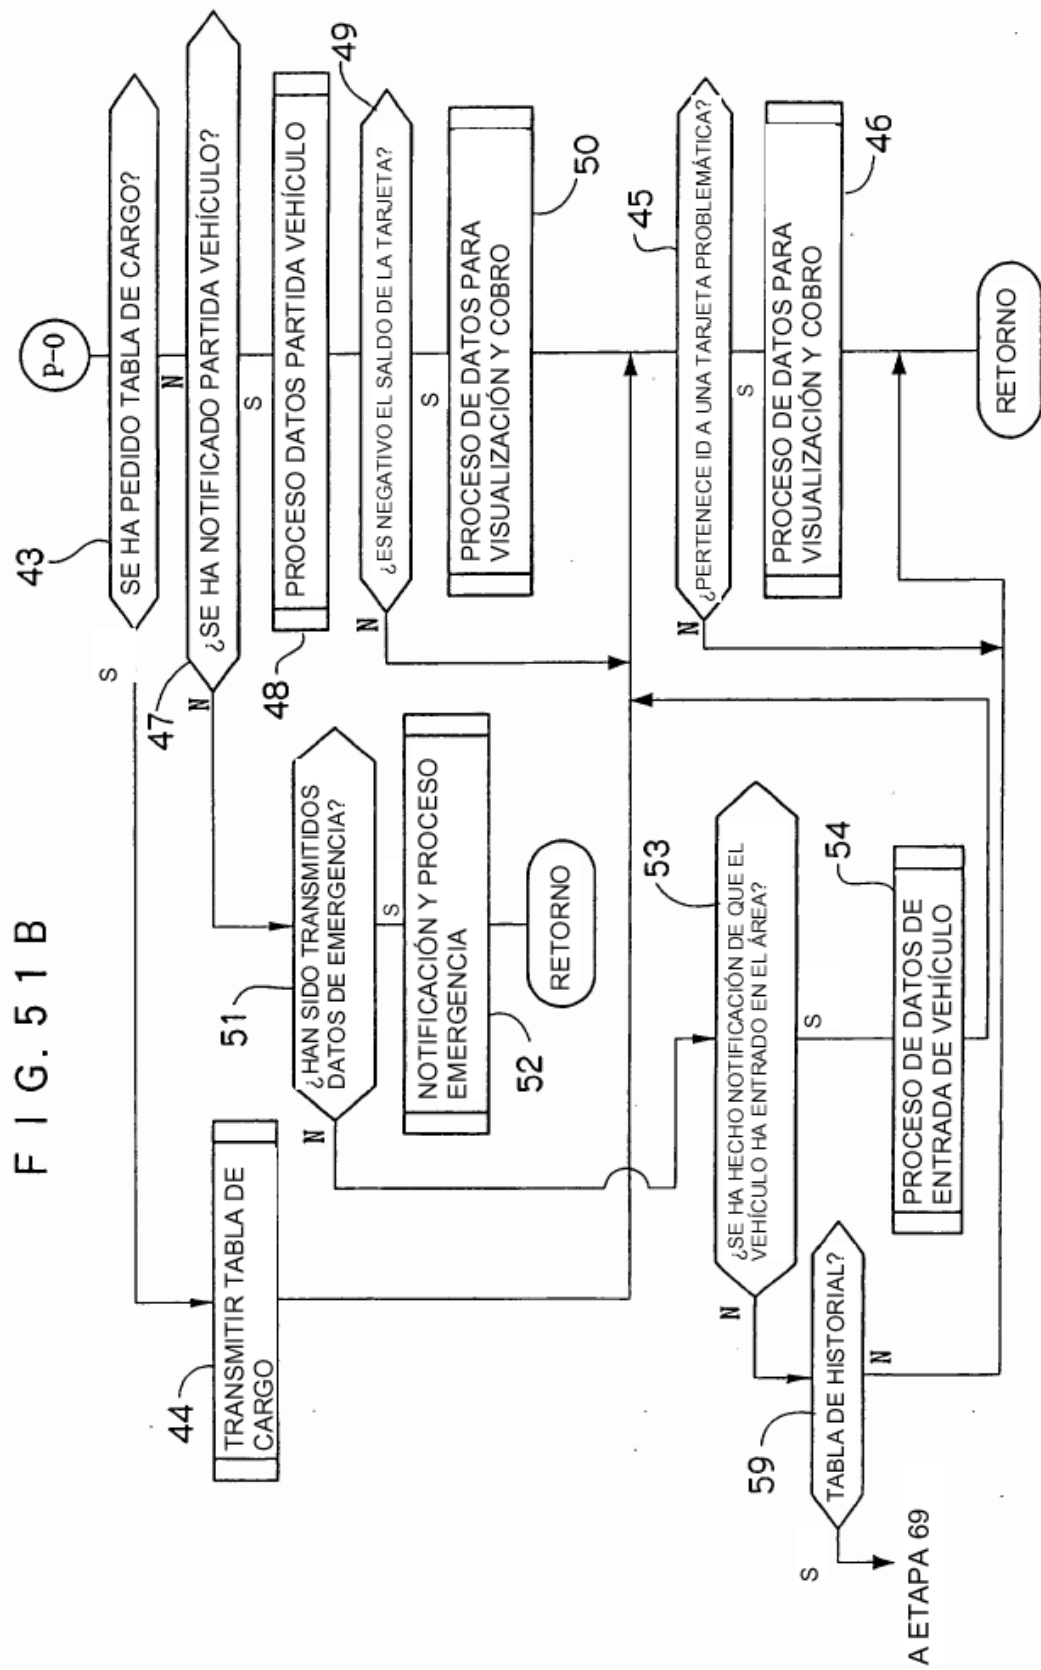 FIG. 51B
P-0
43
SE HA PEDIDO TABLA DE CARGO?
S
N
47
¿SE HA NOTIFICADO PARTIDA VEHÍCULO?
N
S
48
PROCESO DATOS PARTIDA VEHÍCULO
49
¿ES NEGATIVO EL SALDO DE LA TARJETA?
N
S
50
PROCESO DE DATOS PARA
VISUALIZACIÓN Y COBRO
45
¿PERTENECE ID A UNA TARJETA PROBLEMÁTICA?
N
S
46
PROCESO DE DATOS PARA
VISUALIZACIÓN Y COBRO
RETORNO
44
TRANSMITIR TABLA DE
CARGO
51
¿HAN SIDO TRANSMITIDOS
DATOS DE EMERGENCIA?
N
S
52
NOTIFICACIÓN Y PROCESO
EMERGENCIA
RETORNO
53
¿SE HA HECHO NOTIFICACIÓN DE QUE EL
VEHÍCULO HA ENTRADO EN EL ÁREA?
N
S
54
PROCESO DE DATOS DE
ENTRADA DE VEHÍCULO
59
TABLA DE HISTORIAL?
N
S
A ETAPA 69